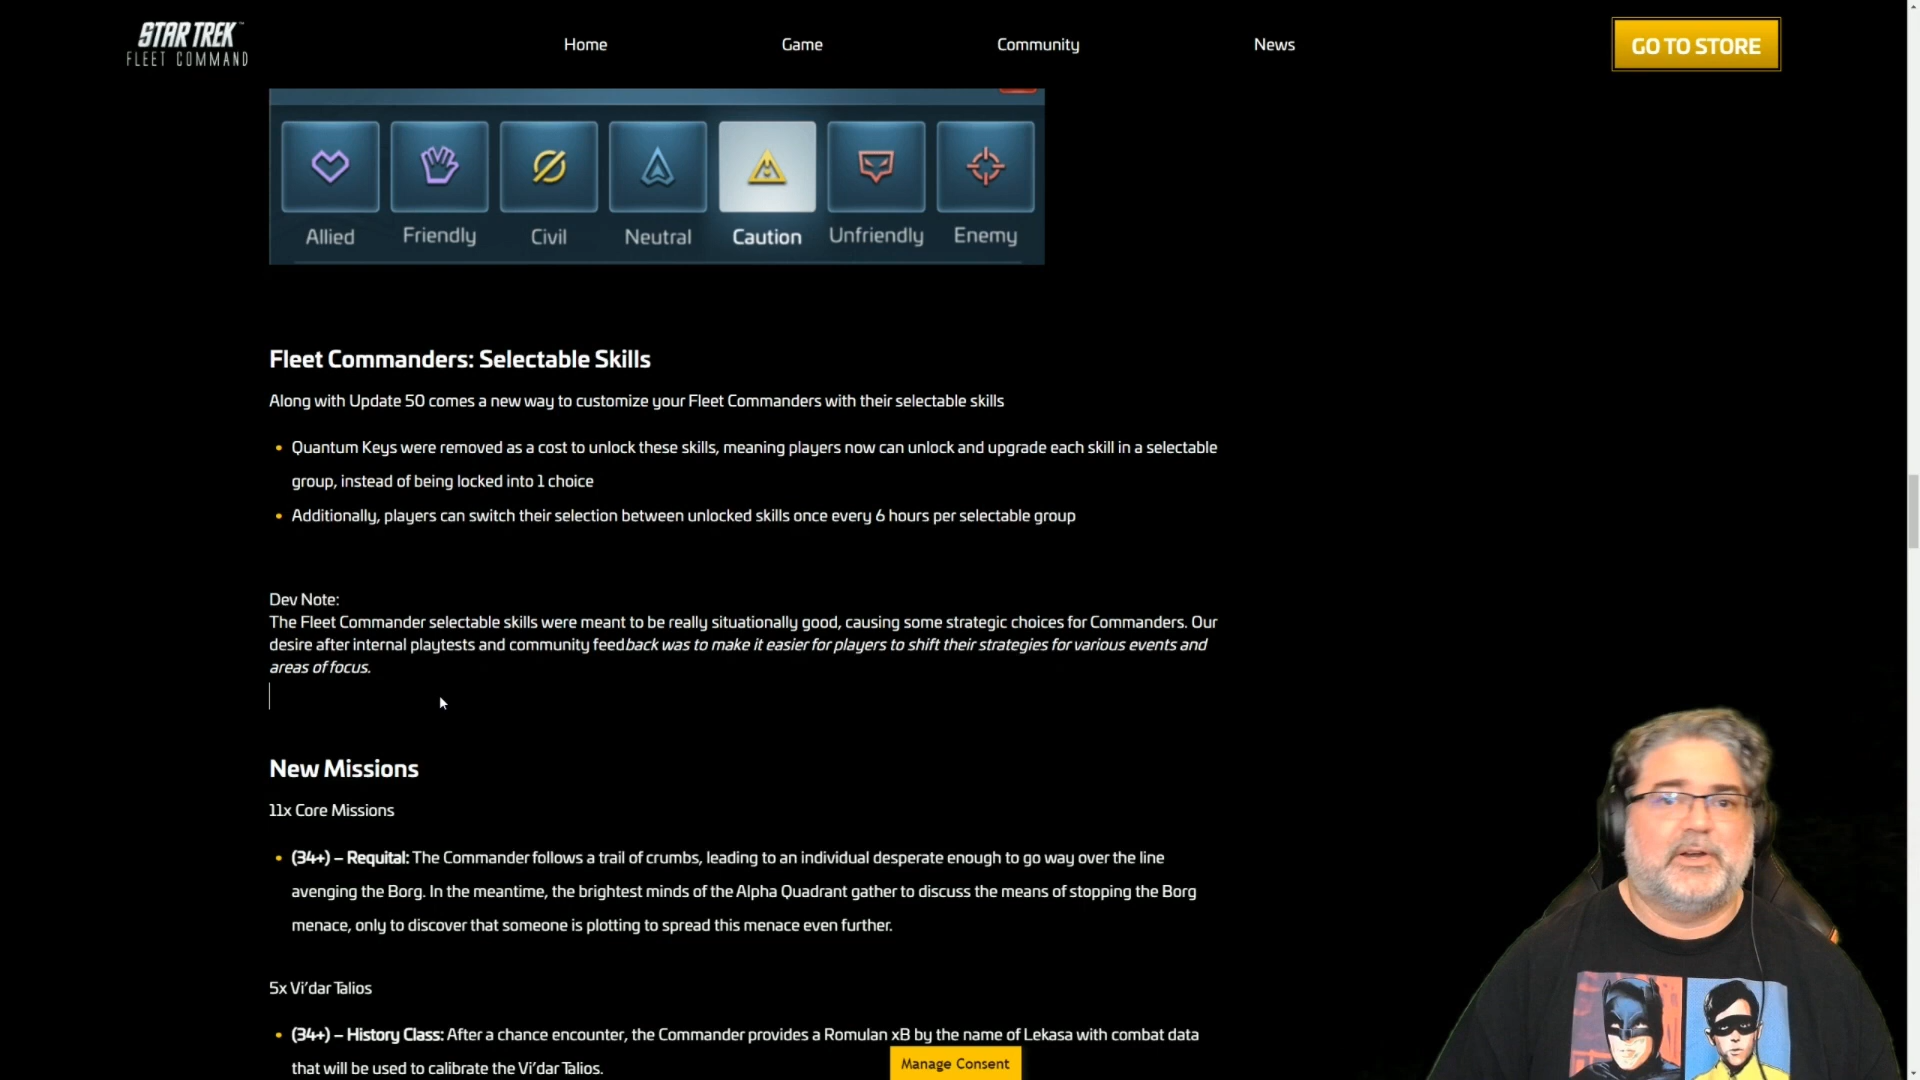 STAR TREK™
FLEET COMMAND
Home
Game
Community
News
GO TO STORE
Allied
Friendly
Civil
Neutral
Caution
Unfriendly
Enemy
Fleet Commanders: Selectable Skills
Along with Update 50 comes a new way to customize your Fleet Commanders with their selectable skills
• Quantum Keys were removed as a cost to unlock these skills, meaning players now can unlock and upgrade each skill in a selectable
group, instead of being locked into 1 choice
• Additionally, players can switch their selection between unlocked skills once every 6 hours per selectable group
Dev Note:
The Fleet Commander selectable skills were meant to be really situationally good, causing some strategic choices for Commanders. Our
desire after internal playtests and community feedback was to make it easier for players to shift their strategies for various events and
areas of focus.
New Missions
11x Core Missions
• (34+) – Requital: The Commander follows a trail of crumbs, leading to an individual desperate enough to go way over the line
avenging the Borg. In the meantime, the brightest minds of the Alpha Quadrant gather to discuss the means of stopping the Borg
menace, only to discover that someone is plotting to spread this menace even further.
5x Vi’dar Talios
• (34+) – History Class: After a chance encounter, the Commander provides a Romulan xB by the name of Lekasa with combat data
that will be used to calibrate the Vi’dar Talios.
Manage Consent